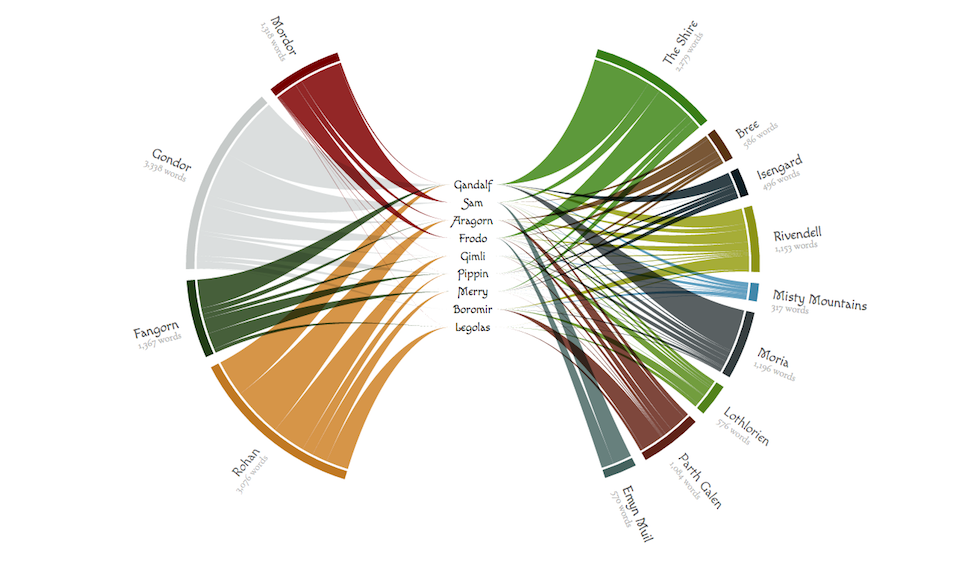 Mordor
1,318 words
The Shire
2,279 words
Bree
586 words
Isengard
496 words
Gondor
3,338 words
Gandalf
Sam
Aragorn
Frodo
Gimli
Pippin
Merry
Boromir
Legolas
Rivendell
1,153 words
Misty Mountains
317 words
Fangorn
1,367 words
Moria
1,196 words
Lothlorien
576 words
Rohan
3,076 words
Parth Galen
1,084 words
Emyn Muil
570 words